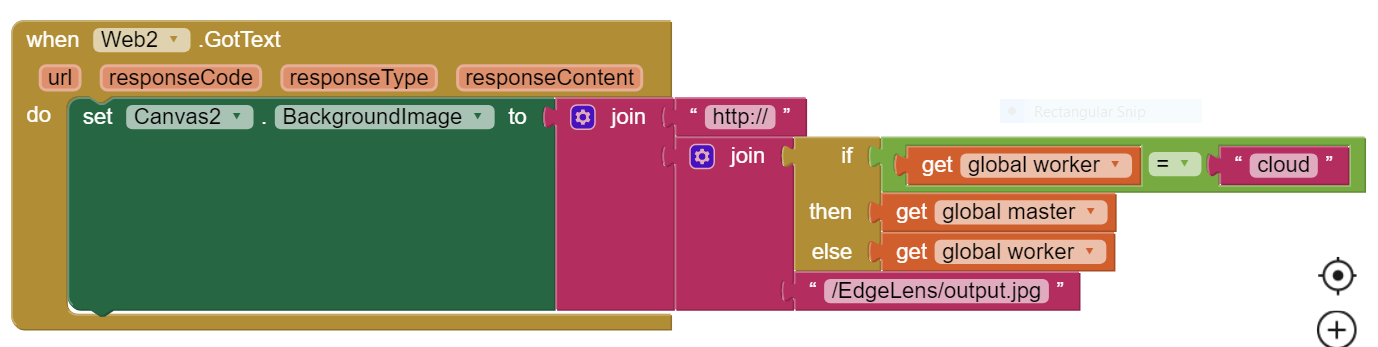 when Web2 .GotText
url responseCode responseType responseContent
do set Canvas2 . BackgroundImage to join “ http:// ”
Rectangular Snip
join if get global worker = “ cloud ”
then get global master
else get global worker
“ /EdgeLens/output.jpg ”